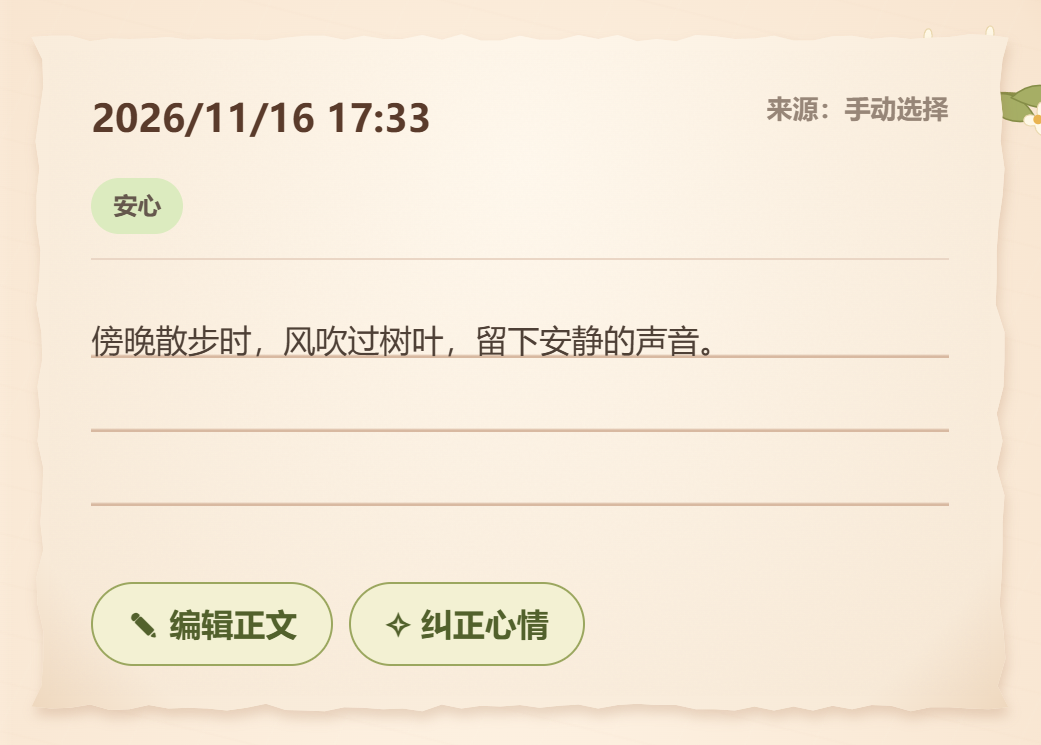 2026/11/16 17:33
来源：手动选择
安心
傍晚散步时，风吹过树叶，留下安静的声音。
编辑正文
纠正心情